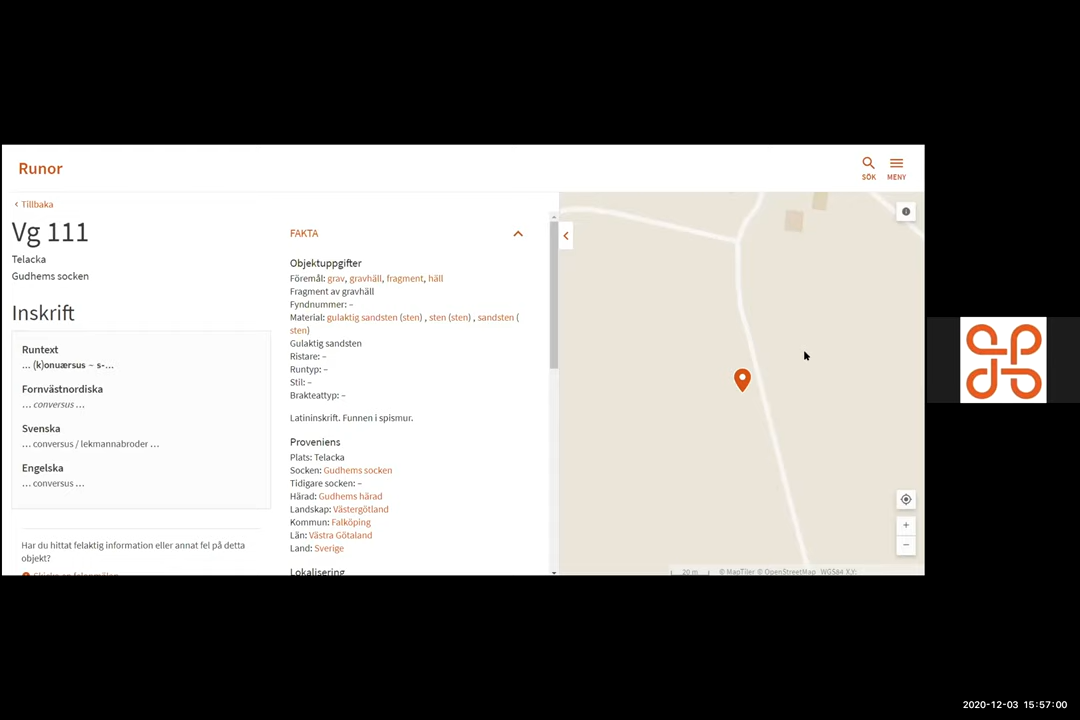 Runor
SÖK
MENY
‹ Tillbaka
Vg 111
Telacka
Gudhems socken
Inskrift
Runtext
... (k)onuærsus ÷ s-...
Fornvästnordiska
... conversus ...
Svenska
... conversus / lekmannabroder ...
Engelska
... conversus ...
Har du hittat felaktig information eller annat fel på detta
objekt?
FAKTA
Objektuppgifter
Föremål: grav, gravhäll, fragment, häll
Fragment av gravhäll
Fyndnummer: –
Material: gulaktig sandsten (sten) , sten (sten) , sandsten (
sten)
Gulaktig sandsten
Ristare: –
Runtyp: –
Stil: –
Brakteattyp: –
Latininskrift. Funnen i spismur.
Proveniens
Plats: Telacka
Socken: Gudhems socken
Tidigare socken: –
Härad: Gudhems härad
Landskap: Västergötland
Kommun: Falköping
Län: Västra Götaland
Land: Sverige
Lokalisering
20 m
© MapTiler © OpenStreetMap WGS84 X,Y:
2020-12-03 15:57:00